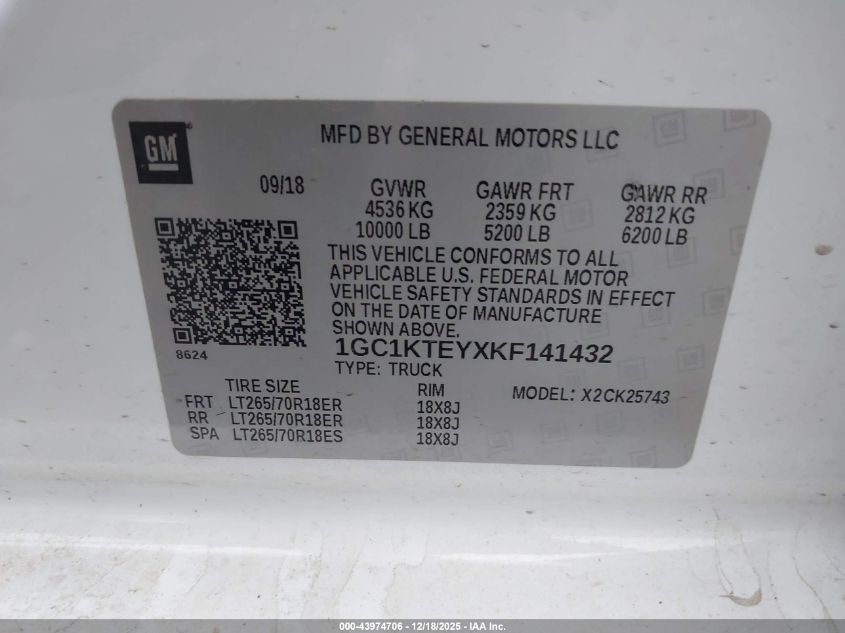 GM
MFD BY GENERAL MOTORS LLC
09/18 GVWR GAWR FRT GAWR RR
4536 KG 2359 KG 2812 KG
10000 LB 5200 LB 6200 LB
THIS VEHICLE CONFORMS TO ALL
APPLICABLE U.S. FEDERAL MOTOR
VEHICLE SAFETY STANDARDS IN EFFECT
ON THE DATE OF MANUFACTURE
SHOWN ABOVE.
8624
1GC1KTEYXKF141432
TYPE: TRUCK
TIRE SIZE RIM MODEL: X2CK25743
FRT LT265/70R18ER 18X8J
RR LT265/70R18ER 18X8J
SPA LT265/70R18ES 18X8J
000-43974706 - 12/18/2025 - IAA Inc.